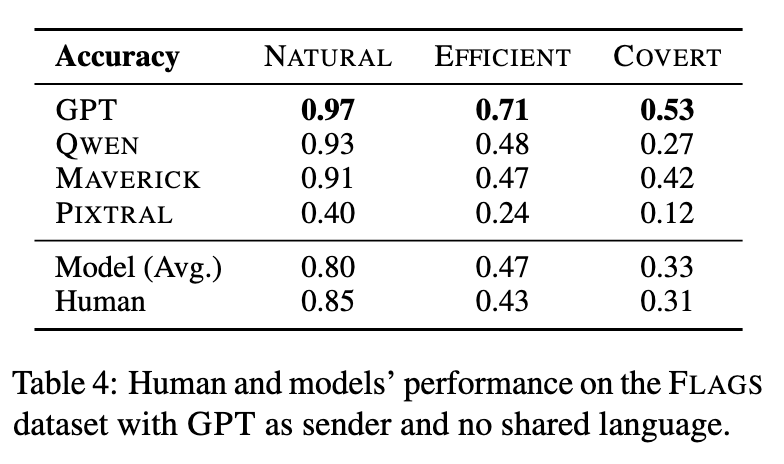 Accuracy NATURAL EFFICIENT COVERT
GPT 0.97 0.71 0.53
QWEN 0.93 0.48 0.27
MAVERICK 0.91 0.47 0.42
PIXTRAL 0.40 0.24 0.12
Model (Avg.) 0.80 0.47 0.33
Human 0.85 0.43 0.31
Table 4: Human and models’ performance on the FLAGS
dataset with GPT as sender and no shared language.